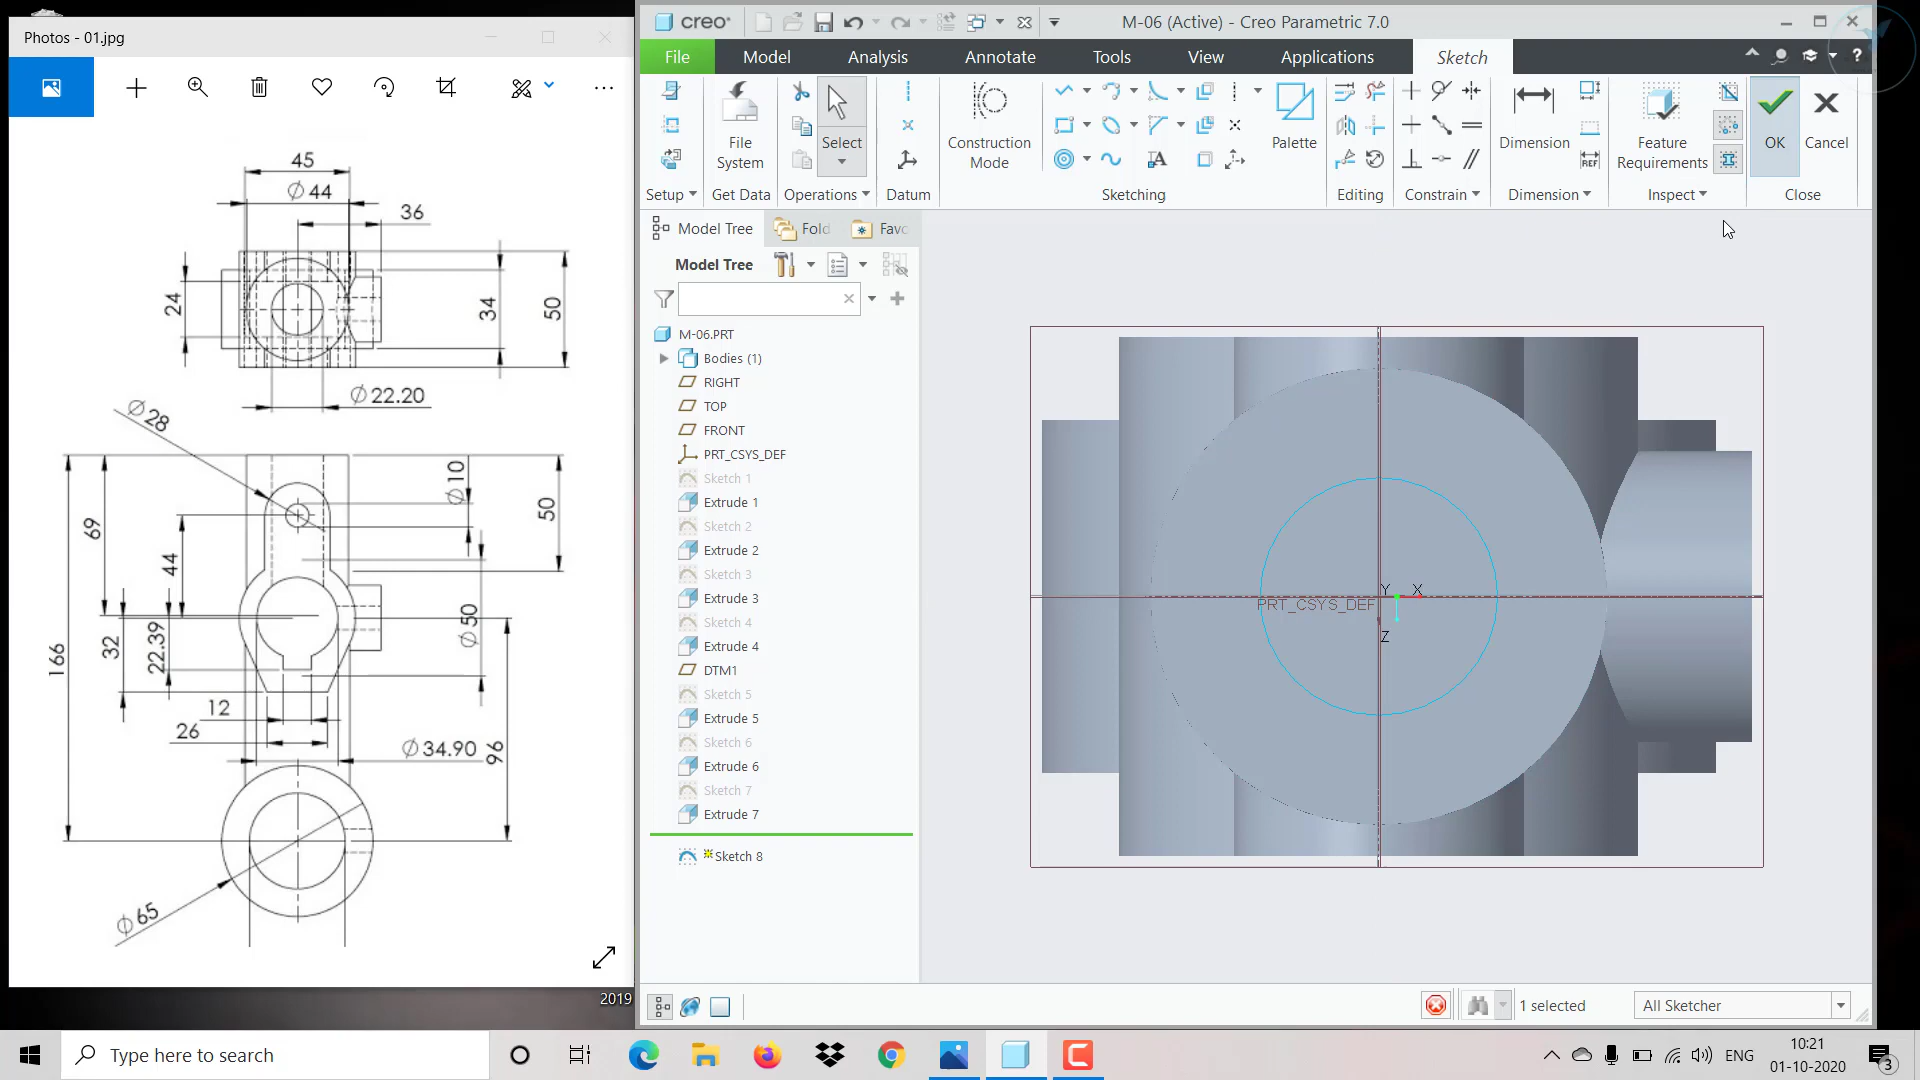 Photos - 01.jpg
45
Ø 44
36
24
34
50
Ø 22.20
Ø 28
Ø 10
50
69
44
Ø 50
166
32
22.39
12
26
Ø 34.90
96
Ø 65
2019
creo
M-06 (Active) - Creo Parametric 7.0
File
Model
Analysis
Annotate
Tools
View
Applications
Sketch
File System
Select
Construction Mode
Palette
Dimension
REF
Feature Requirements
OK
Cancel
Setup
Get Data
Operations
Datum
Sketching
Editing
Constrain
Dimension
Inspect
Close
Model Tree
Fold
Favc
Model Tree
M-06.PRT
Bodies (1)
RIGHT
TOP
FRONT
PRT_CSYS_DEF
Sketch 1
Extrude 1
Sketch 2
Extrude 2
Sketch 3
Extrude 3
Sketch 4
Extrude 4
DTM1
Sketch 5
Extrude 5
Sketch 6
Extrude 6
Sketch 7
Extrude 7
Sketch 8
Y
X
PRT_CSYS_DEF
Z
1 selected
All Sketcher
Type here to search
ENG
10:21
01-10-2020
3